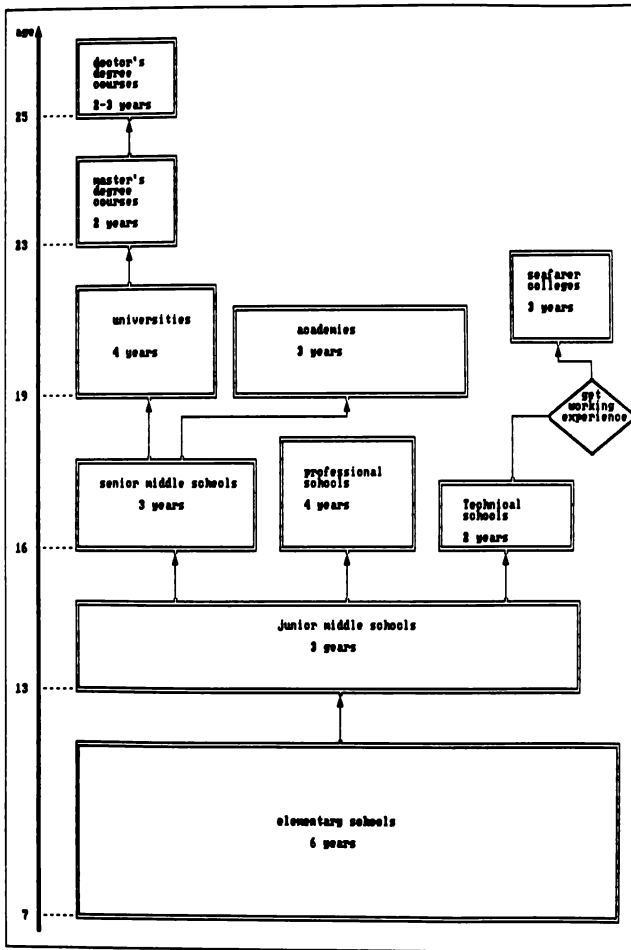 age
doctor's
degree
courses
2-3 years
25
master's
degree
courses
2 years
23
universities
4 years
academies
3 years
seafarer
colleges
3 years
19
get
working
experience
senior middle schools
3 years
professional
schools
4 years
Technical
schools
2 years
16
junior middle schools
3 years
13
elementary schools
6 years
7